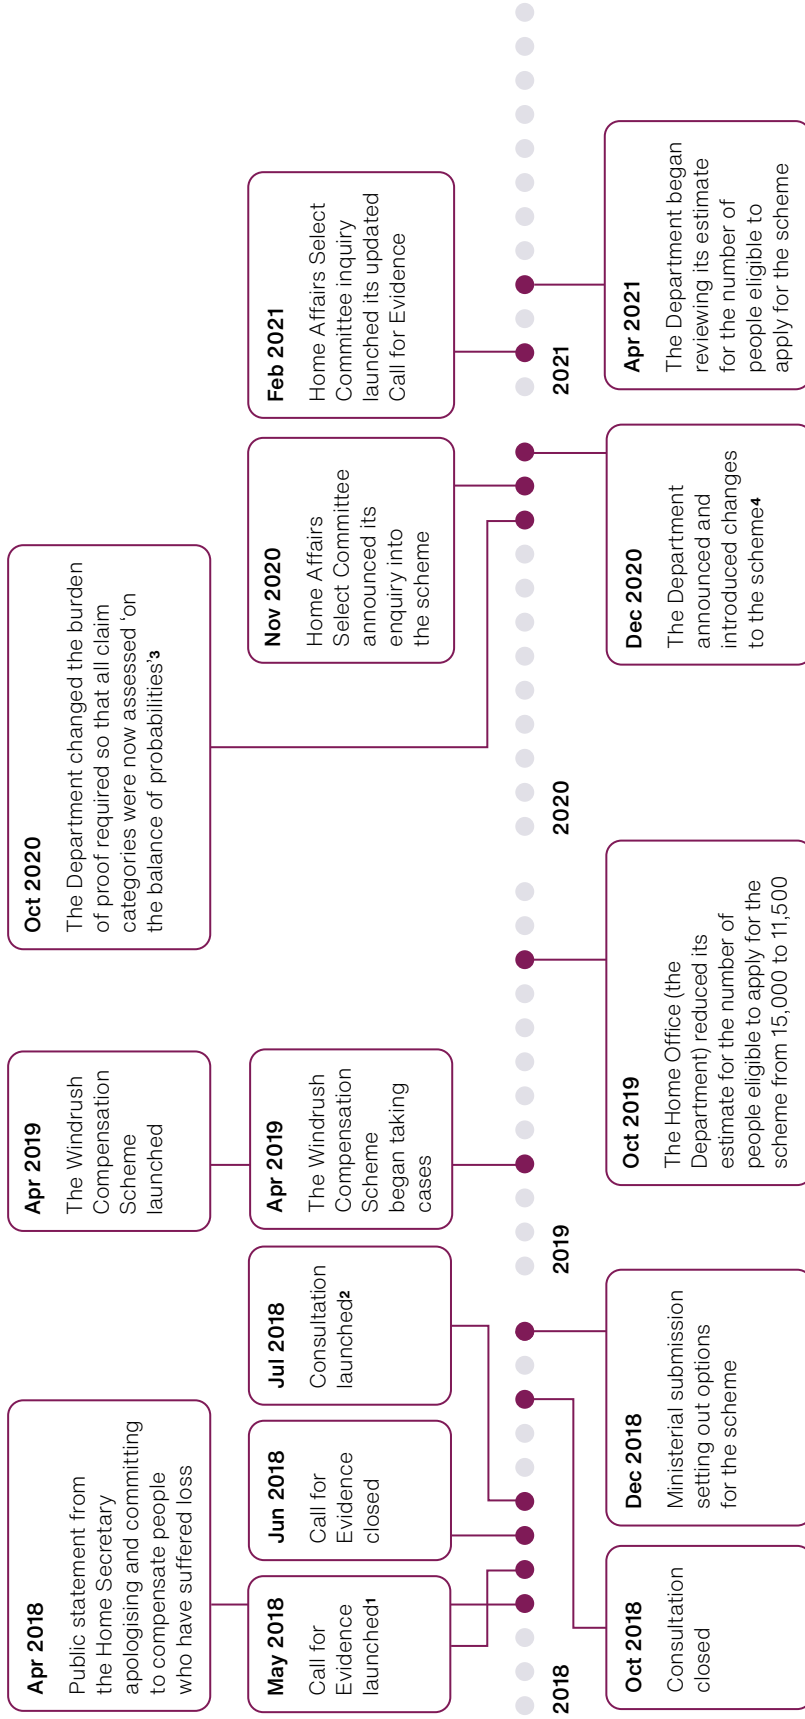 Apr 2018
Public statement from
the Home Secretary
apologising and committing
to compensate people
who have suffered loss
Apr 2019
The Windrush
Compensation
Scheme
launched
Oct 2020
The Department changed the burden
of proof required so that all claim
categories were now assessed ‘on
the balance of probabilities’3
May 2018
Call for
Evidence
launched1
Jun 2018
Call for
Evidence
closed
Jul 2018
Consultation
launched2
Apr 2019
The Windrush
Compensation
Scheme
began taking
cases
Nov 2020
Home Affairs
Select Committee
announced its
enquiry into
the scheme
Feb 2021
Home Affairs Select
Committee inquiry
launched its updated
Call for Evidence
2018
2019
2020
2021
Oct 2018
Consultation
closed
Dec 2018
Ministerial submission
setting out options
for the scheme
Oct 2019
The Home Office (the
Department) reduced its
estimate for the number of
people eligible to apply for the
scheme from 15,000 to 11,500
Dec 2020
The Department
announced and
introduced changes
to the scheme4
Apr 2021
The Department began
reviewing its estimate
for the number of
people eligible to
apply for the scheme